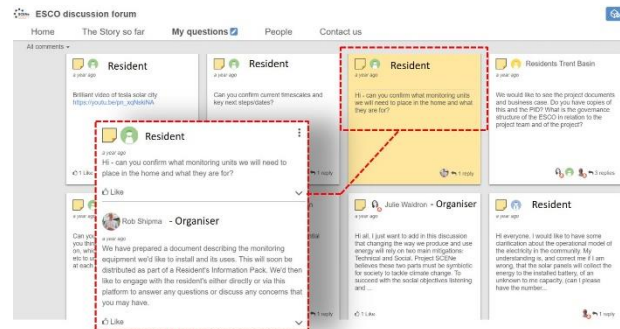 ESCO discussion forum
Home The Story so far My questions People Contact us
All comments
Resident
a year ago
Brilliant video of tesla solar city
Resident
a year ago
Can you confirm current timescales and
key next steps/dates?
Resident
a year ago
Hi - can you confirm what monitoring units
we will need to place in the home and what
they are for?
1 reply
Residents Trent Basin
a year ago
We would like to see the project documents
and business case. Do you have copies of
this and the PID? What is the governance
structure of the ESCO in relation to the
project team and of the project?
3 replies
1 Like
1 reply
Resident
a year ago
Hi - can you confirm what monitoring units we will need to
place in the home and what they are for?
Like
Rob Shipma - Organiser
a year ago
We have prepared a document describing the monitoring
equipment we'd like to install and its uses. This will soon be
distributed as part of a Resident's Information Pack. We'd then
like to engage with the resident's either directly or via this
platform to answer any questions or discuss any concerns that
you may have.
Like
Julie Waldron - Organiser
a year ago
Hi all, I just want to add in this discussion
that changing the way we produce and use
energy will rely on two main mitigations:
Technical and Social, Project SCENe
believes these two parts must be symbiotic
for society to tackle climate change. To
succeed with the social objectives listening
and ...
1 Like
Resident
a year ago
Hi everyone. I would like to have some
clarification about the operational model of
the electricity in the community. My
understanding is, and correct me if I am
wrong, that the solar panels will collect the
energy to the installed battery, of an
unknown to me capacity, (can I please
have the number...
1 reply